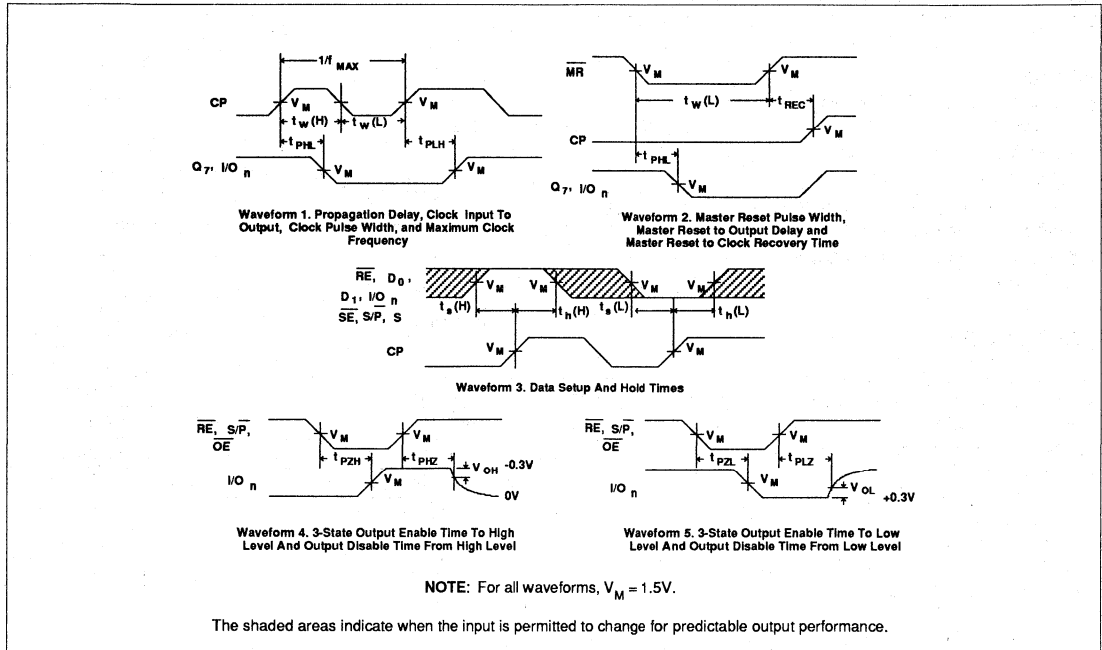 1/f MAX
CP
V M
V M
t w (H)
t w (L)
t PHL
t PLH
Q 7, I/O n
V M
V M
Waveform 1. Propagation Delay, Clock Input To
Output, Clock Pulse Width, and Maximum Clock
Frequency
MR
V M
V M
t w (L)
t REC
CP
V M
t PHL
Q 7, I/O n
V M
Waveform 2. Master Reset Pulse Width,
Master Reset to Output Delay and
Master Reset to Clock Recovery Time
RE, D 0,
D 1, I/O n
SE, S/P, S
V M
V M
V M
V M
t s (H)
t h (H)
t s (L)
t h (L)
CP
V M
V M
Waveform 3. Data Setup And Hold Times
RE, S/P,
OE
V M
V M
t PZH
t PHZ
V OH -0.3V
I/O n
V M
0V
Waveform 4. 3-State Output Enable Time To High
Level And Output Disable Time From High Level
RE, S/P,
OE
V M
V M
t PZL
t PLZ
I/O n
V M
V OL
+0.3V
Waveform 5. 3-State Output Enable Time To Low
Level And Output Disable Time From Low Level
NOTE: For all waveforms, V M = 1.5V.
The shaded areas indicate when the input is permitted to change for predictable output performance.